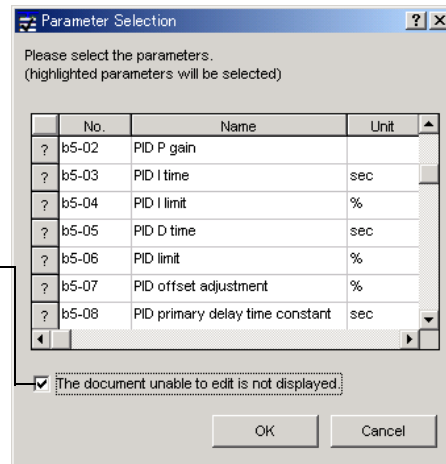 Parameter Selection
Please select the parameters.
(highlighted parameters will be selected)
No. Name Unit
? b5-02 PID P gain
? b5-03 PID I time sec
? b5-04 PID I limit %
? b5-05 PID D time sec
? b5-06 PID limit %
? b5-07 PID offset adjustment %
? b5-08 PID primary delay time constant sec
The document unable to edit is not displayed.
OK Cancel